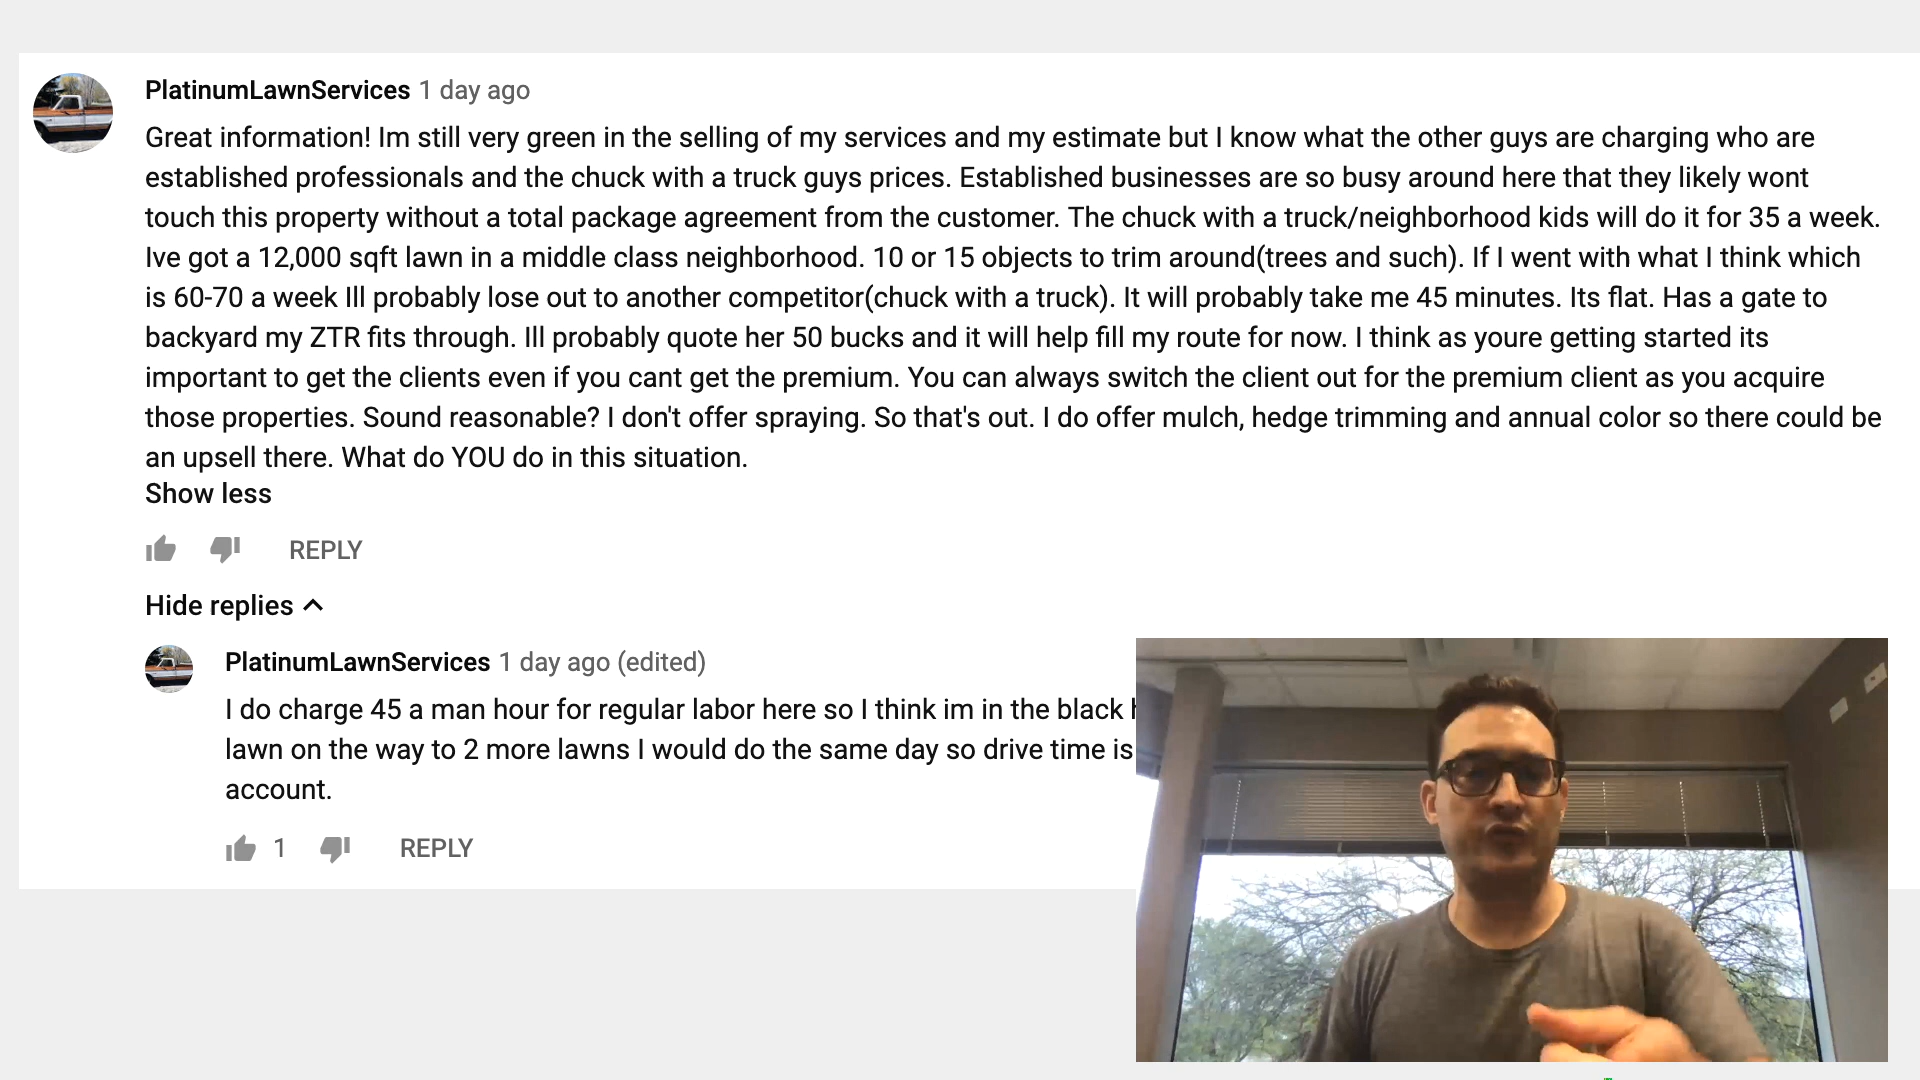 PlatinumLawnServices 1 day ago
Great information! Im still very green in the selling of my services and my estimate but I know what the other guys are charging who are
established professionals and the chuck with a truck guys prices. Established businesses are so busy around here that they likely wont
touch this property without a total package agreement from the customer. The chuck with a truck/neighborhood kids will do it for 35 a week.
Ive got a 12,000 sqft lawn in a middle class neighborhood. 10 or 15 objects to trim around(trees and such). If I went with what I think which
is 60-70 a week Ill probably lose out to another competitor(chuck with a truck). It will probably take me 45 minutes. Its flat. Has a gate to
backyard my ZTR fits through. Ill probably quote her 50 bucks and it will help fill my route for now. I think as youre getting started its
important to get the clients even if you cant get the premium. You can always switch the client out for the premium client as you acquire
those properties. Sound reasonable? I don't offer spraying. So that's out. I do offer mulch, hedge trimming and annual color so there could be
an upsell there. What do YOU do in this situation.
Show less
REPLY
Hide replies
PlatinumLawnServices 1 day ago (edited)
I do charge 45 a man hour for regular labor here so I think im in the black
lawn on the way to 2 more lawns I would do the same day so drive time is
account.
1 REPLY